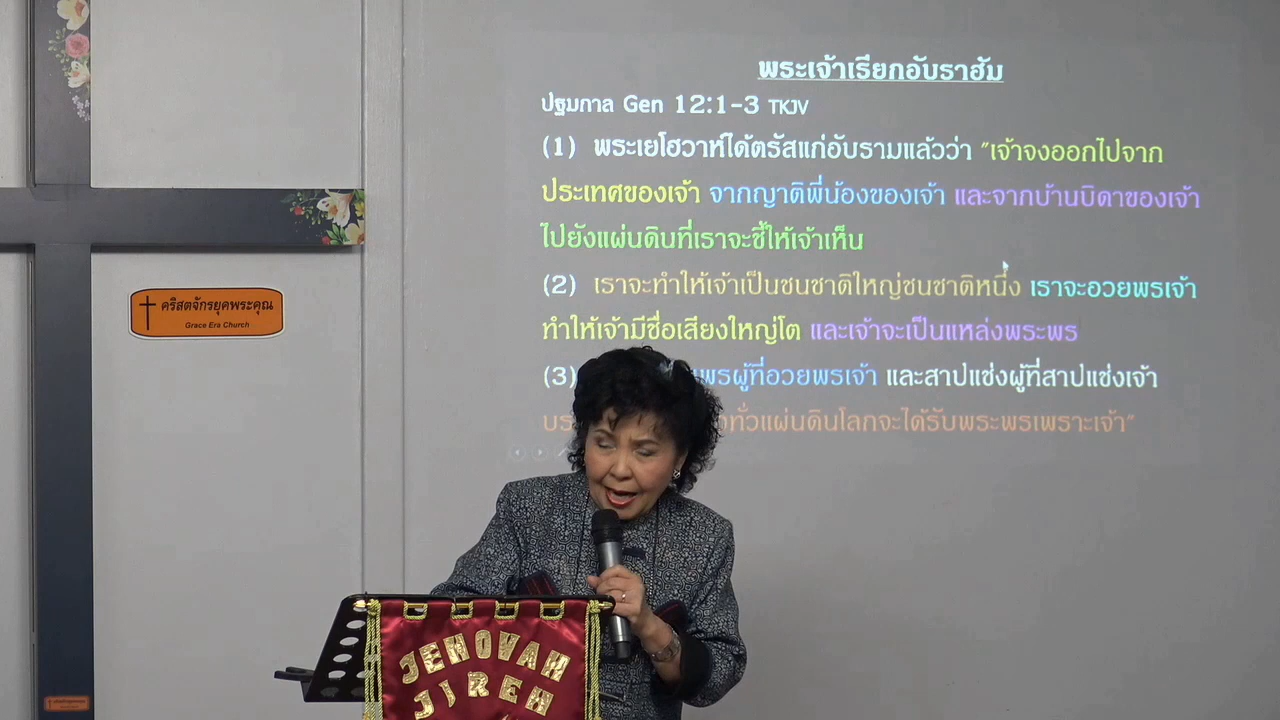 พระเจ้าเรียกอับราฮัม
ปฐมกาล Gen 12:1-3 TKJV
(1) พระเยโฮวาห์ได้ตรัสแก่อับรามแล้วว่า "เจ้าจงออกไปจาก
ประเทศของเจ้า จากญาติพี่น้องของเจ้า และจากบ้านบิดาของเจ้า
ไปยังแผ่นดินที่เราจะชี้ให้เจ้าเห็น
(2) เราจะทำให้เจ้าเป็นชนชาติใหญ่ชนชาติหนึ่ง เราจะอวยพรเจ้า
ทำให้เจ้ามีชื่อเสียงใหญ่โต และเจ้าจะเป็นแหล่งพระพร
(3) พรผู้ที่อวยพรเจ้า และสาปแช่งผู้ที่สาปแช่งเจ้า
ทั่วแผ่นดินโลกจะได้รับพระพรเพราะเจ้า"
คริสตจักรยุคพระคุณ
Grace Era Church
JEHOVAH
JIREH